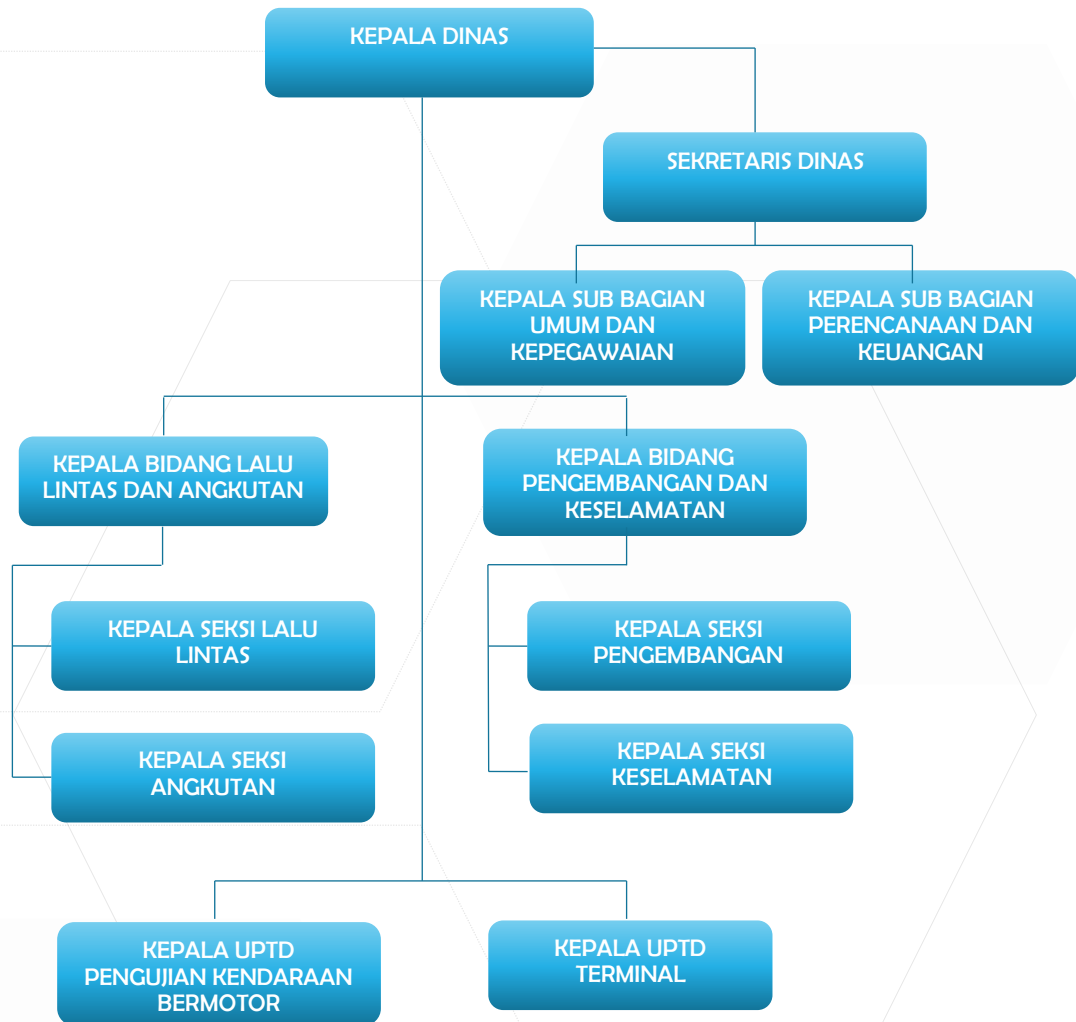 KEPALA DINAS
SEKRETARIS DINAS
KEPALA SUB BAGIAN
UMUM DAN
KEPEGAWAIAN
KEPALA SUB BAGIAN
PERENCANAAN DAN
KEUANGAN
KEPALA BIDANG LALU
LINTAS DAN ANGKUTAN
KEPALA BIDANG
PENGEMBANGAN DAN
KESELAMATAN
KEPALA SEKSI LALU
LINTAS
KEPALA SEKSI
PENGEMBANGAN
KEPALA SEKSI
ANGKUTAN
KEPALA SEKSI
KESELAMATAN
KEPALA UPTD
PENGUJIAN KENDARAAN
BERMOTOR
KEPALA UPTD
TERMINAL